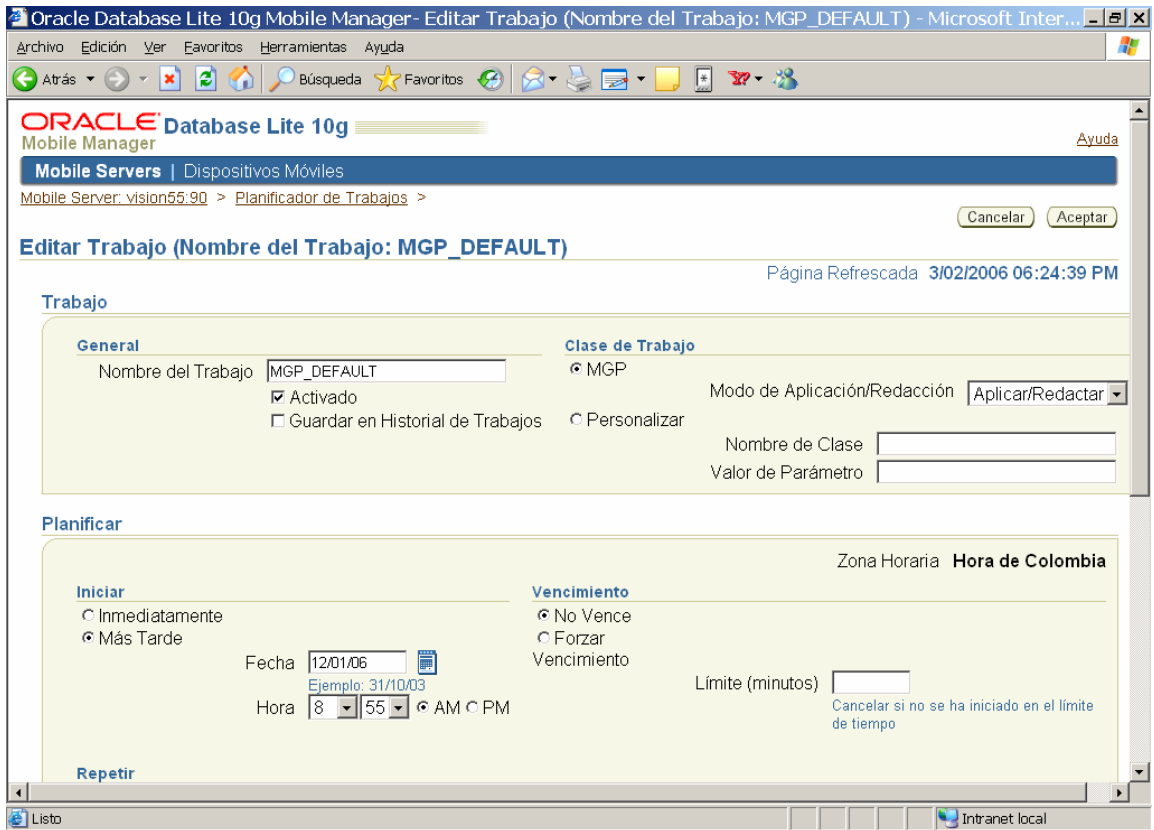 Oracle Database Lite 10g Mobile Manager- Editar Trabajo (Nombre del Trabajo: MGP_DEFAULT) - Microsoft Inter...
Archivo Edición Ver Favoritos Herramientas Ayuda
Atrás Búsqueda Favoritos
ORACLE Database Lite 10g
Mobile Manager
Ayuda
Mobile Servers | Dispositivos Móviles
Mobile Server: vision55:90 > Planificador de Trabajos >
Cancelar Aceptar
Editar Trabajo (Nombre del Trabajo: MGP_DEFAULT)
Página Refrescada 3/02/2006 06:24:39 PM
Trabajo
General
Nombre del Trabajo MGP_DEFAULT
Activado
Guardar en Historial de Trabajos
Clase de Trabajo
MGP
Modo de Aplicación/Redacción Aplicar/Redactar
Personalizar
Nombre de Clase
Valor de Parámetro
Planificar
Zona Horaria Hora de Colombia
Iniciar
Inmediatamente
Más Tarde
Fecha 12/01/06
Ejemplo: 31/10/03
Hora 8 55 AM PM
Vencimiento
No Vence
Forzar
Vencimiento
Límite (minutos)
Cancelar si no se ha iniciado en el límite
de tiempo
Repetir
Listo
Intranet local